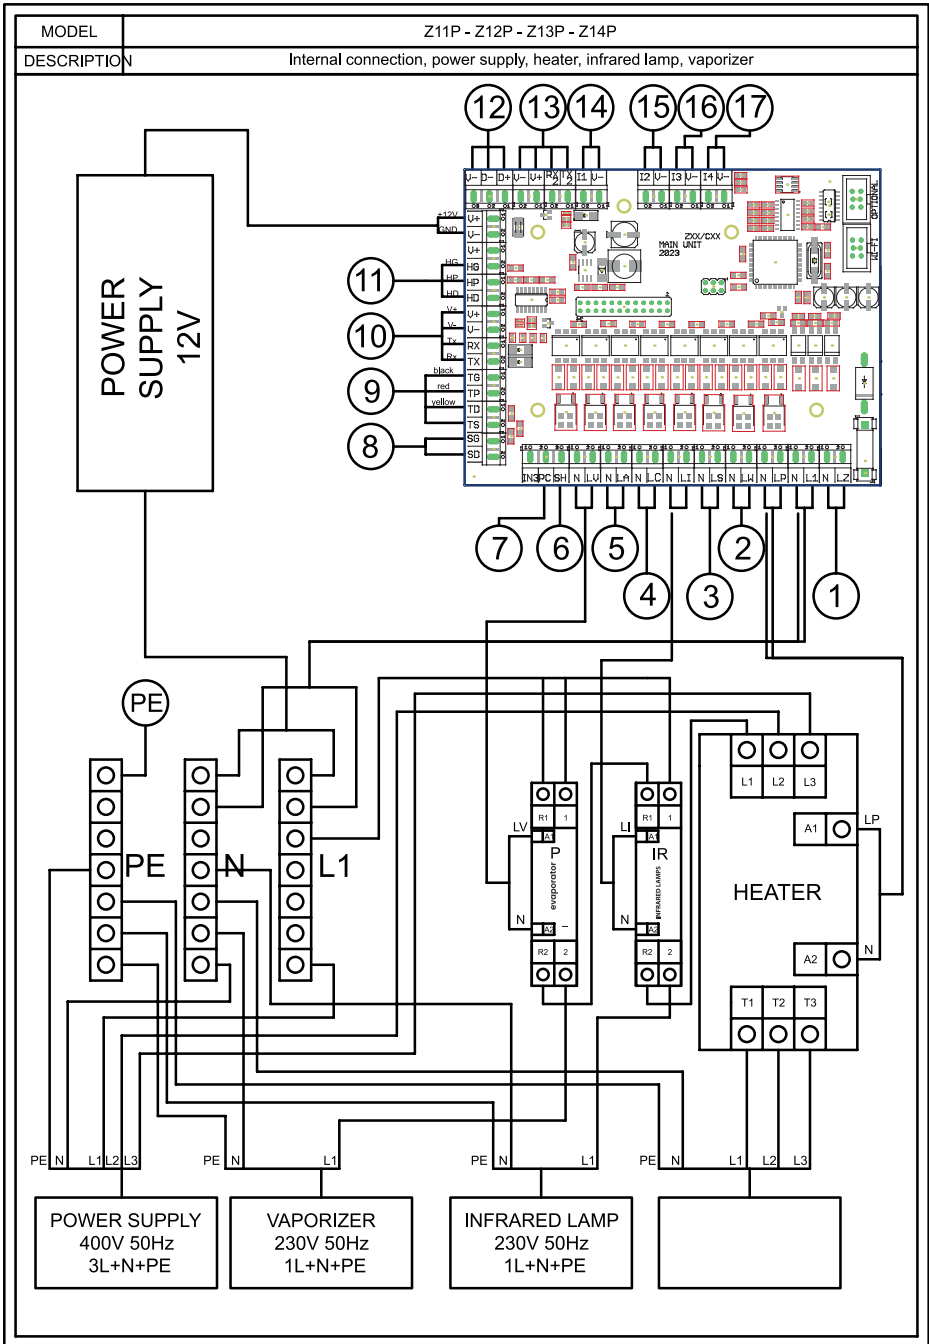 MODEL
Z11P - Z12P - Z13P - Z14P
DESCRIPTION
Internal connection, power supply, heater, infrared lamp, vaporizer
12
13
14
15
16
17
V- D- D+ V- V+ RX2 TX2 I1 V-
I2 V- I3 V- I4 V-
OPTIONAL
WI-FI
ZXX/CXX
MAIN UNIT
2023
POWER
SUPPLY
12V
+12V
GND
V+
V-
V+
11
HG
HP
HD
HG
HP
HD
10
V+
V-
Tx
Rx
V+
V-
RX
TX
9
black
red
yellow
TG
TP
TD
TS
8
SG
SD
IN3 PC SH N LV N LA N LC N LI N LS N LW N LP N L1 N LZ
7
6
5
4
3
2
1
PE
PE
N
L1
LV
N
R1
1
A1
P
evaporator
A2
–
R2
2
LI
N
R1
1
A1
IR
INFRARED LAMPS
A2
R2
2
L1
L2
L3
A1
LP
HEATER
A2
N
T1
T2
T3
PE N L1 L2 L3
PE N L1
PE N L1
PE N L1 L2 L3
POWER SUPPLY
400V 50Hz
3L+N+PE
VAPORIZER
230V 50Hz
1L+N+PE
INFRARED LAMP
230V 50Hz
1L+N+PE